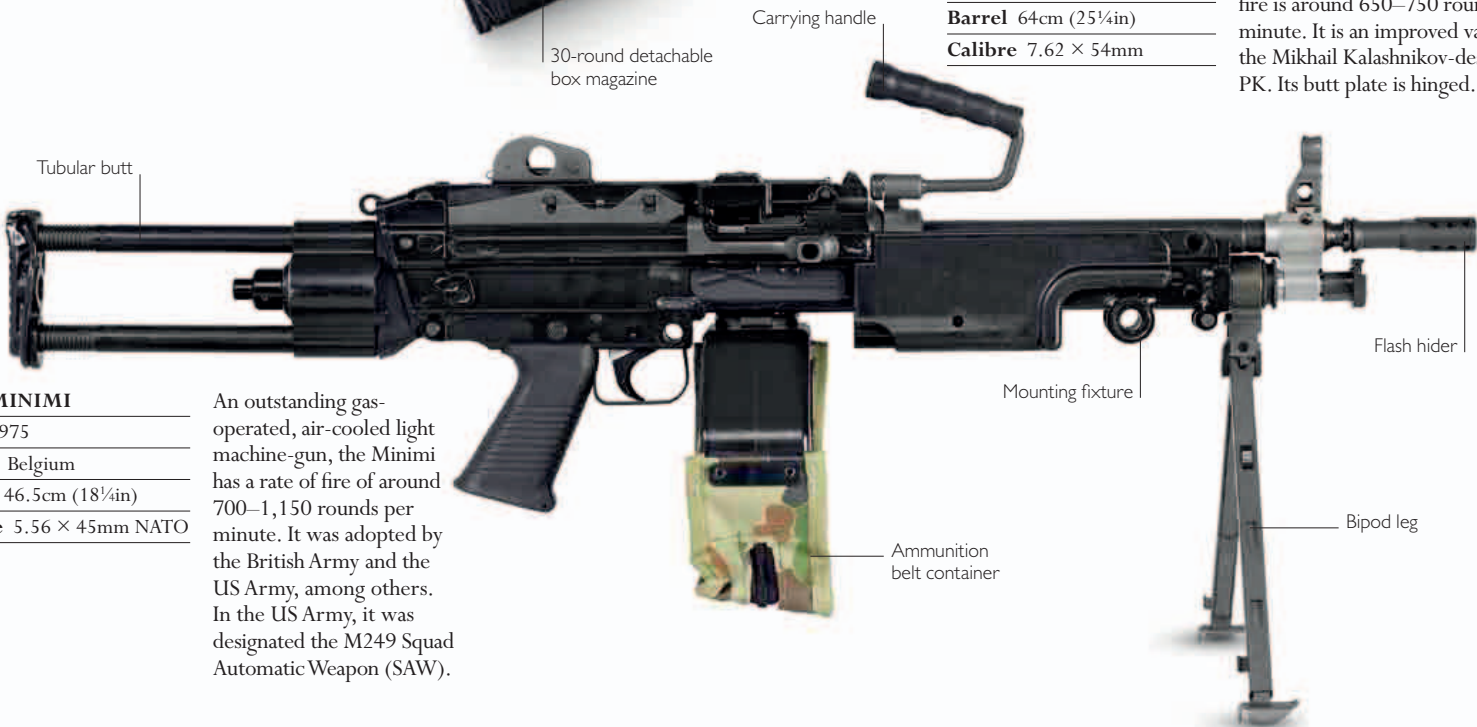 30-round detachable
box magazine
Carrying handle
Barrel 64cm (25¼in)
Calibre 7.62 × 54mm
fire is around 650–750
minute. It is an improved
the Mikhail
PK. Its butt plate is hinged.
Tubular butt
Flash hider
Mounting fixture
Bipod leg
Ammunition
belt container
MINIMI
975
Belgium
46.5cm (18¼in)
5.56 × 45mm NATO
An outstanding gas-
operated, air-cooled light
machine-gun, the Minimi
has a rate of fire of around
700–1,150 rounds per
minute. It was adopted by
the British Army and the
US Army, among others.
In the US Army, it was
designated the M249 Squad
Automatic Weapon (SAW).